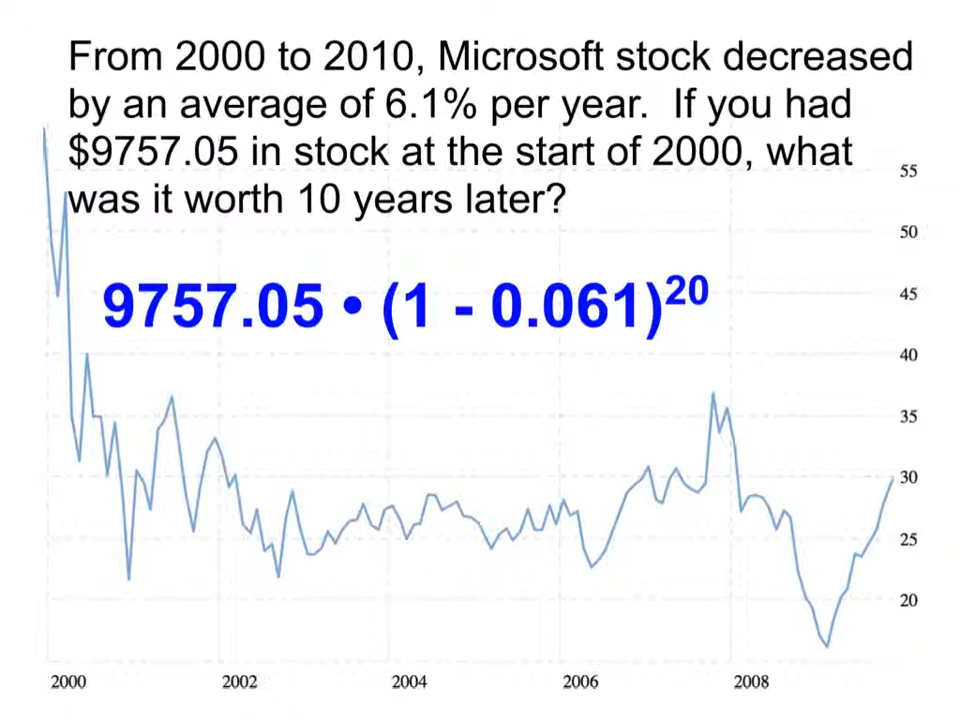 From 2000 to 2010, Microsoft stock decreased
by an average of 6.1% per year.  If you had
$9757.05 in stock at the start of 2000, what
was it worth 10 years later?
9757.05 • (1 - 0.061)^20
55
50
45
40
35
30
25
20
2000 2002 2004 2006 2008